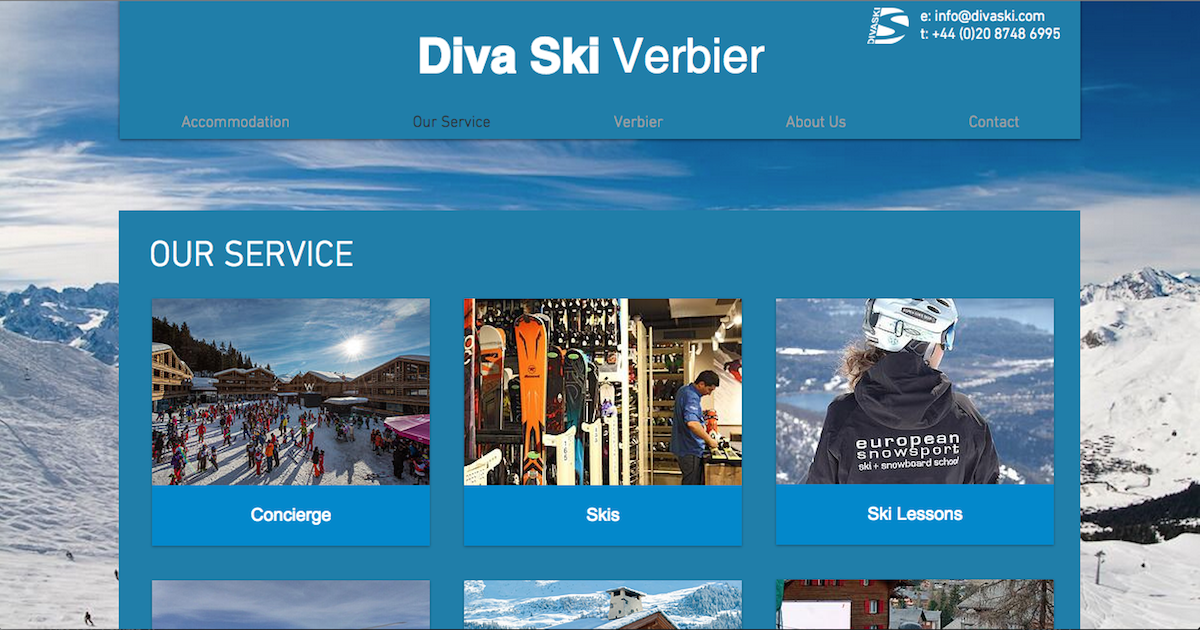 DIVASKI
e: info@divaski.com
t: +44 (0)20 8748 6995
Diva Ski Verbier
Accommodation
Our Service
Verbier
About Us
Contact
OUR SERVICE
W
165
european
snowsport
ski + snowboard school
Concierge
Skis
Ski Lessons